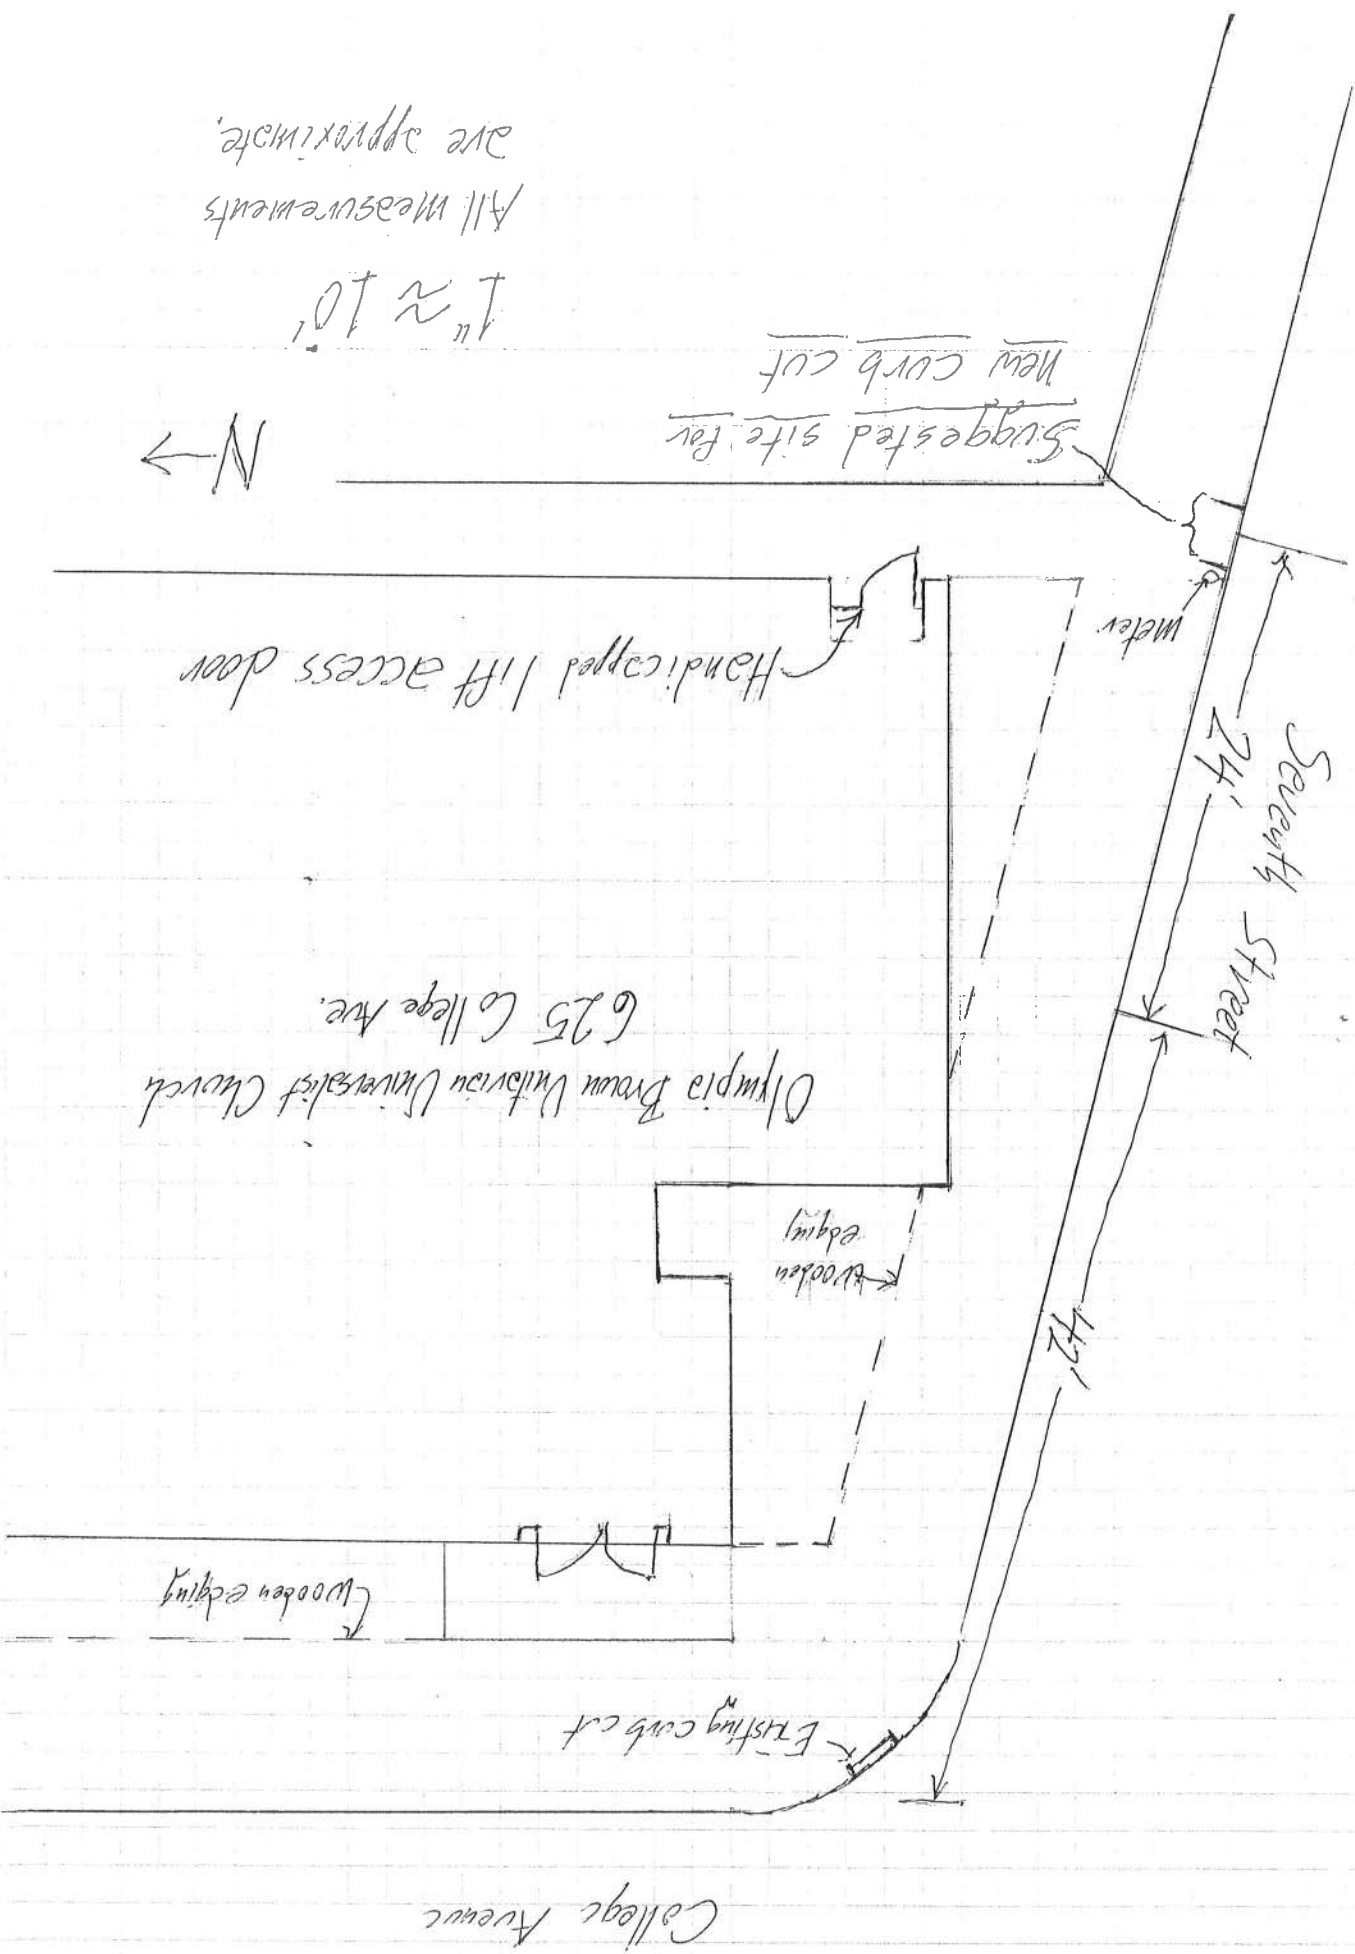 College Avenue
Existing curb cut
Wooden edging
Wooden
edging
42'
Olympia Brown Unitarian Universalist Church
625 College Ave.
Seventh Street
24'
Handicapped lift access door
meter
N
Suggested site for
new curb cut
1" ≈ 10'
All measurements
are approximate.